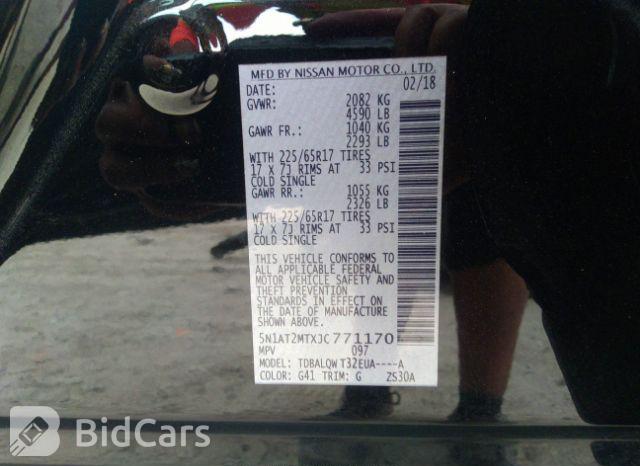 MFD BY NISSAN MOTOR CO., LTD.
DATE: 02/18
GVWR: 2082 KG
4590 LB
GAWR FR.: 1040 KG
2293 LB
WITH 225/65R17 TIRES
17 X 7J RIMS AT 33 PSI
COLD SINGLE
GAWR RR.: 1055 KG
2326 LB
WITH 225/65R17 TIRES
17 X 7J RIMS AT 33 PSI
COLD SINGLE
THIS VEHICLE CONFORMS TO
ALL APPLICABLE FEDERAL
MOTOR VEHICLE SAFETY AND
THEFT PREVENTION
STANDARDS IN EFFECT ON
THE DATE OF MANUFACTURE
SHOWN ABOVE.
5N1AT2MTXJC771170
MPV 097
MODEL: TDBALQW T32EUA----A
COLOR: G41 TRIM: G ZS30A
BidCars